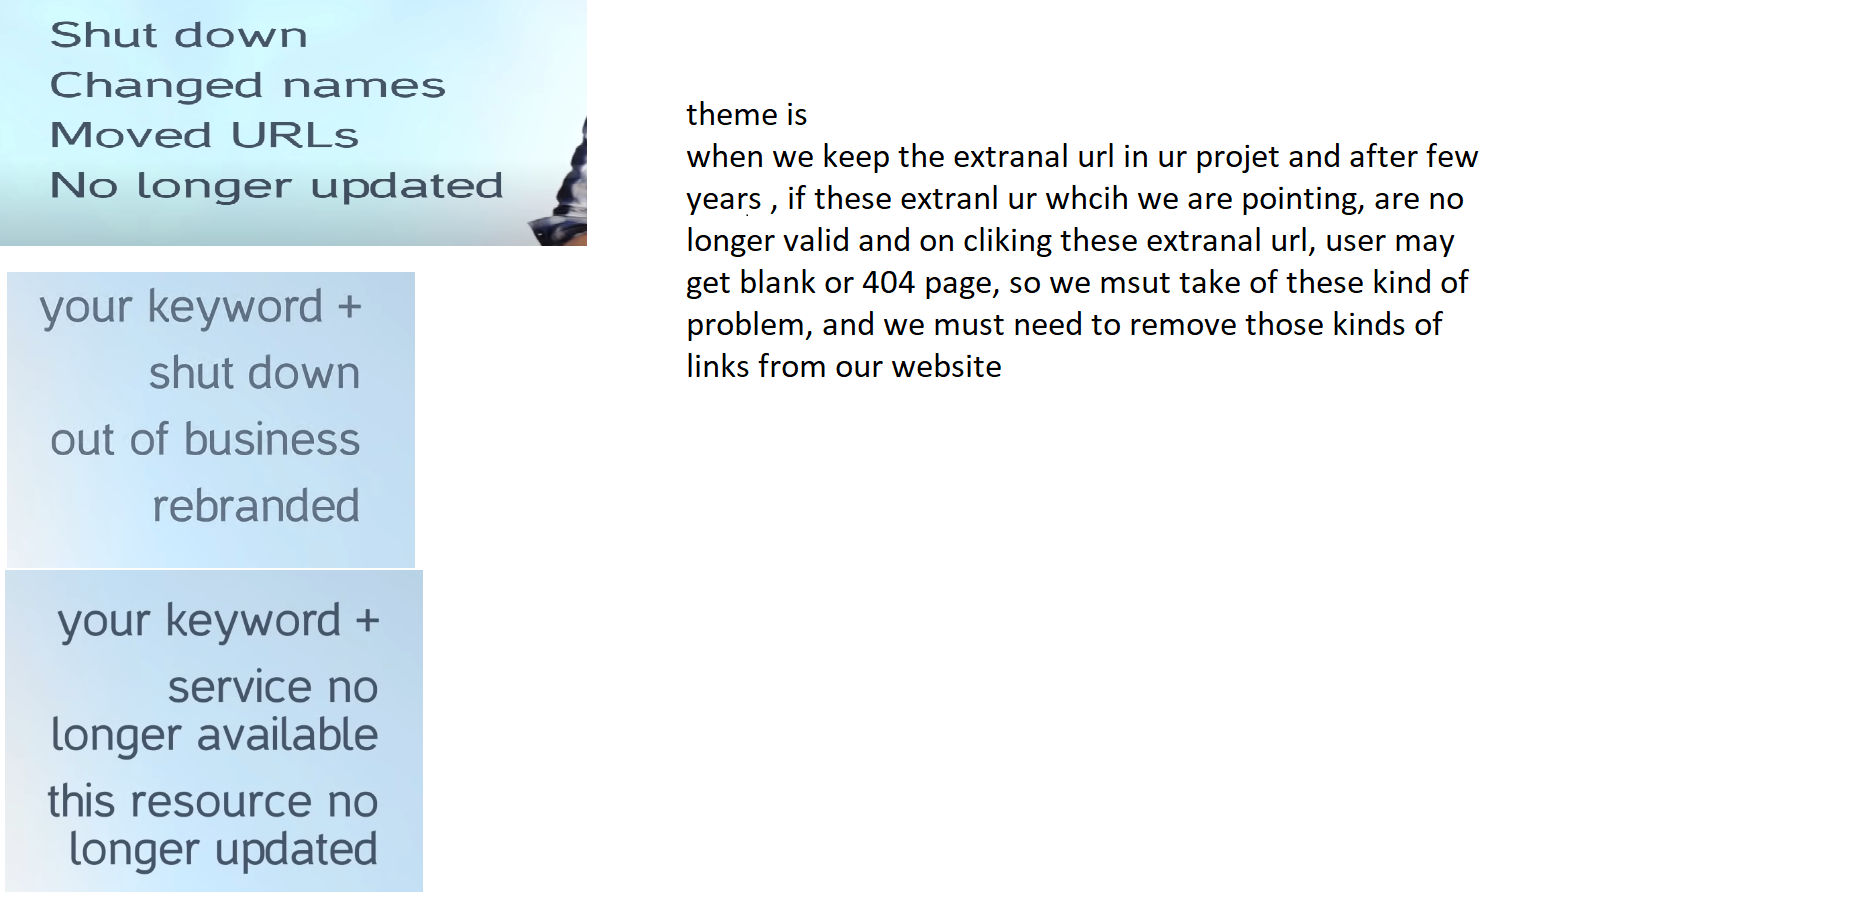 Shut down
Changed names
Moved URLs
No longer updated
your keyword +
shut down
out of business
rebranded
your keyword +
service no
longer available
this resource no
longer updated
theme is
when we keep the extranal url in ur projet and after few
years , if these extranl ur whcih we are pointing, are no
longer valid and on cliking these extranal url, user may
get blank or 404 page, so we msut take of these kind of
problem, and we must need to remove those kinds of
links from our website